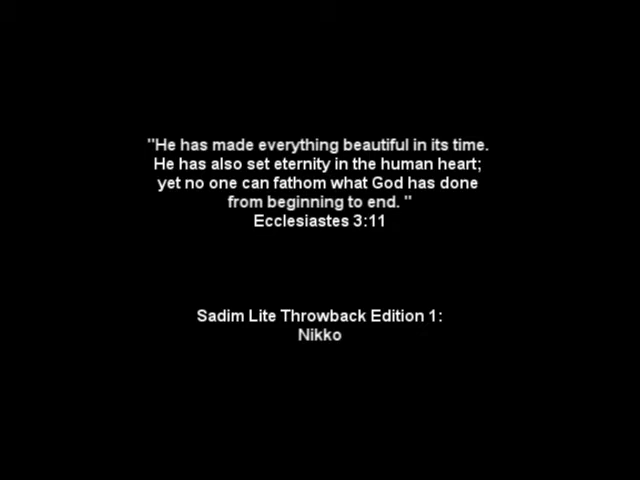 "He has made everything beautiful in its time.
He has also set eternity in the human heart;
yet no one can fathom what God has done
from beginning to end. "
Ecclesiastes 3:11
Sadim Lite Throwback Edition 1:
Nikko